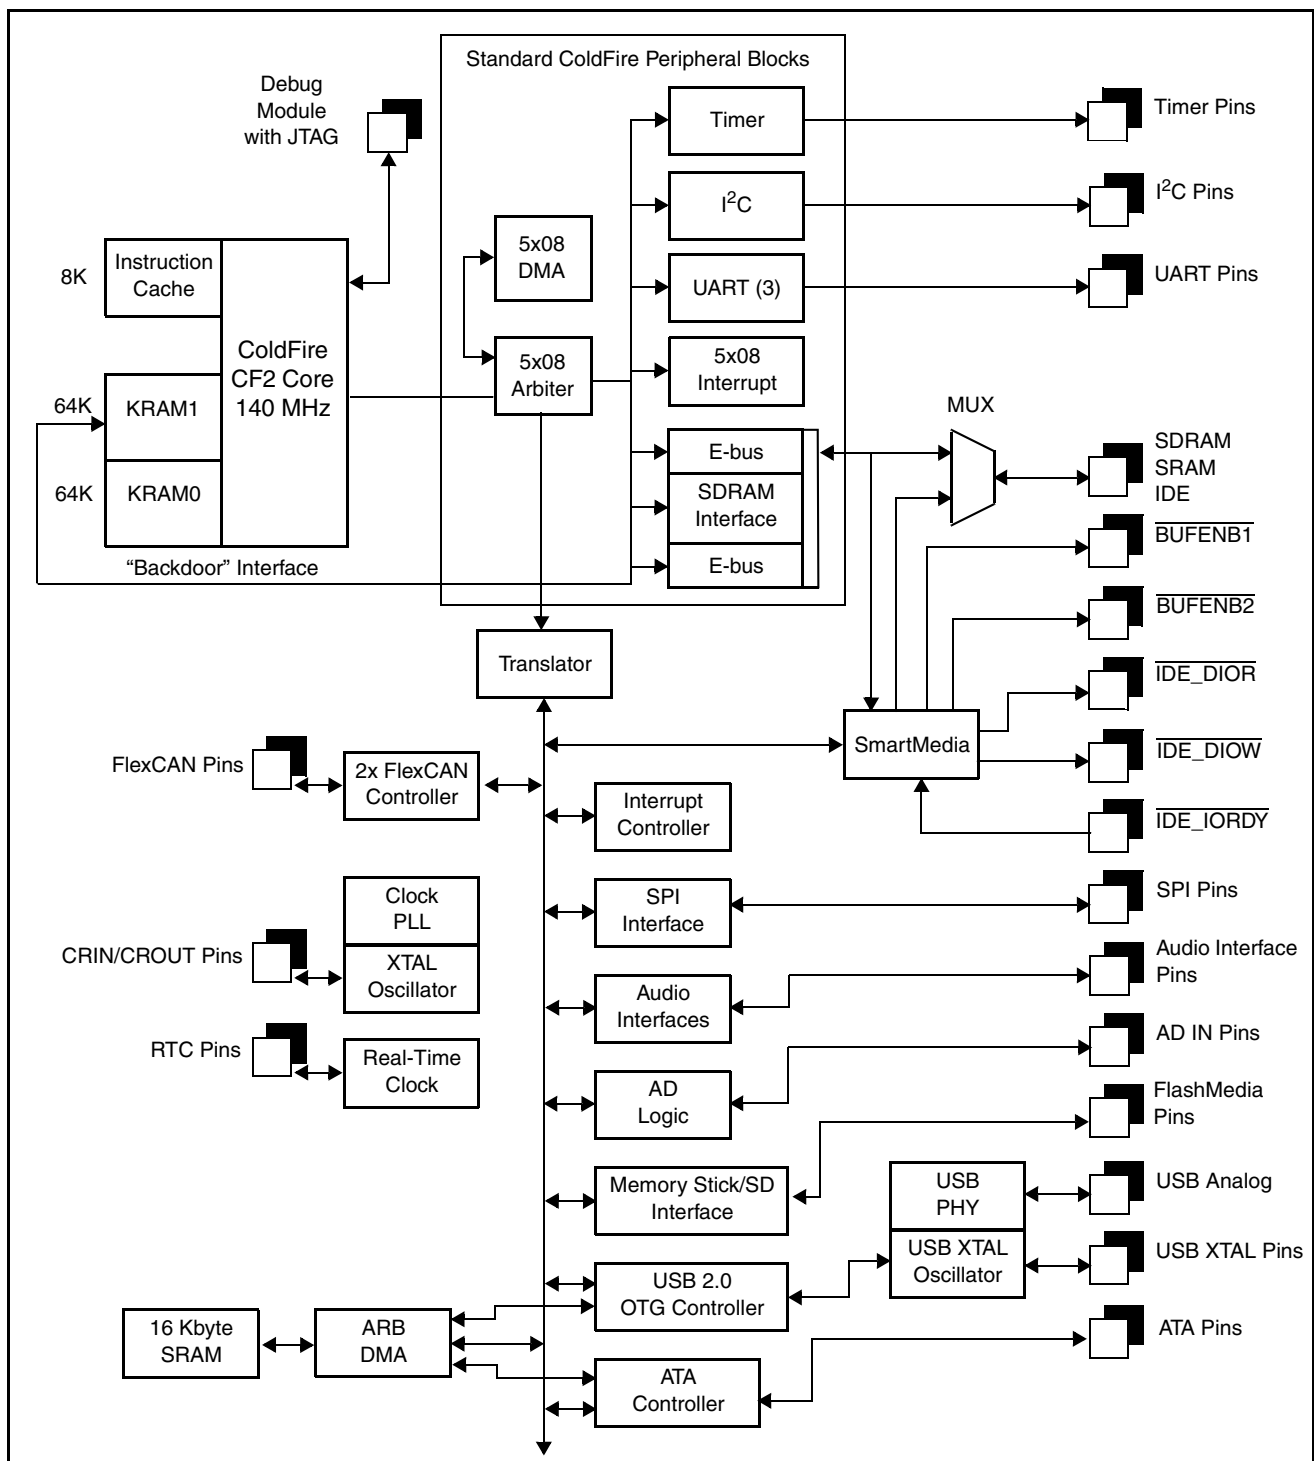 Standard ColdFire Peripheral Blocks
Debug
Module
with JTAG
Timer
Timer Pins
I²C
I²C Pins
5x08
DMA
UART (3)
UART Pins
8K
Instruction
Cache
ColdFire
CF2 Core
140 MHz
5x08
Arbiter
5x08
Interrupt
64K
KRAM1
64K
KRAM0
"Backdoor" Interface
E-bus
SDRAM
Interface
E-bus
MUX
SDRAM
SRAM
IDE
BUFENB1
BUFENB2
IDE_DIOR
IDE_DIOW
IDE_IORDY
Translator
SmartMedia
FlexCAN Pins
2x FlexCAN
Controller
Interrupt
Controller
Clock
PLL
SPI
Interface
SPI Pins
CRIN/CROUT Pins
XTAL
Oscillator
Audio
Interfaces
Audio Interface
Pins
RTC Pins
Real-Time
Clock
AD
Logic
AD IN Pins
FlashMedia
Pins
Memory Stick/SD
Interface
USB
PHY
USB Analog
USB XTAL
Oscillator
USB XTAL Pins
USB 2.0
OTG Controller
16 Kbyte
SRAM
ARB
DMA
ATA
Controller
ATA Pins